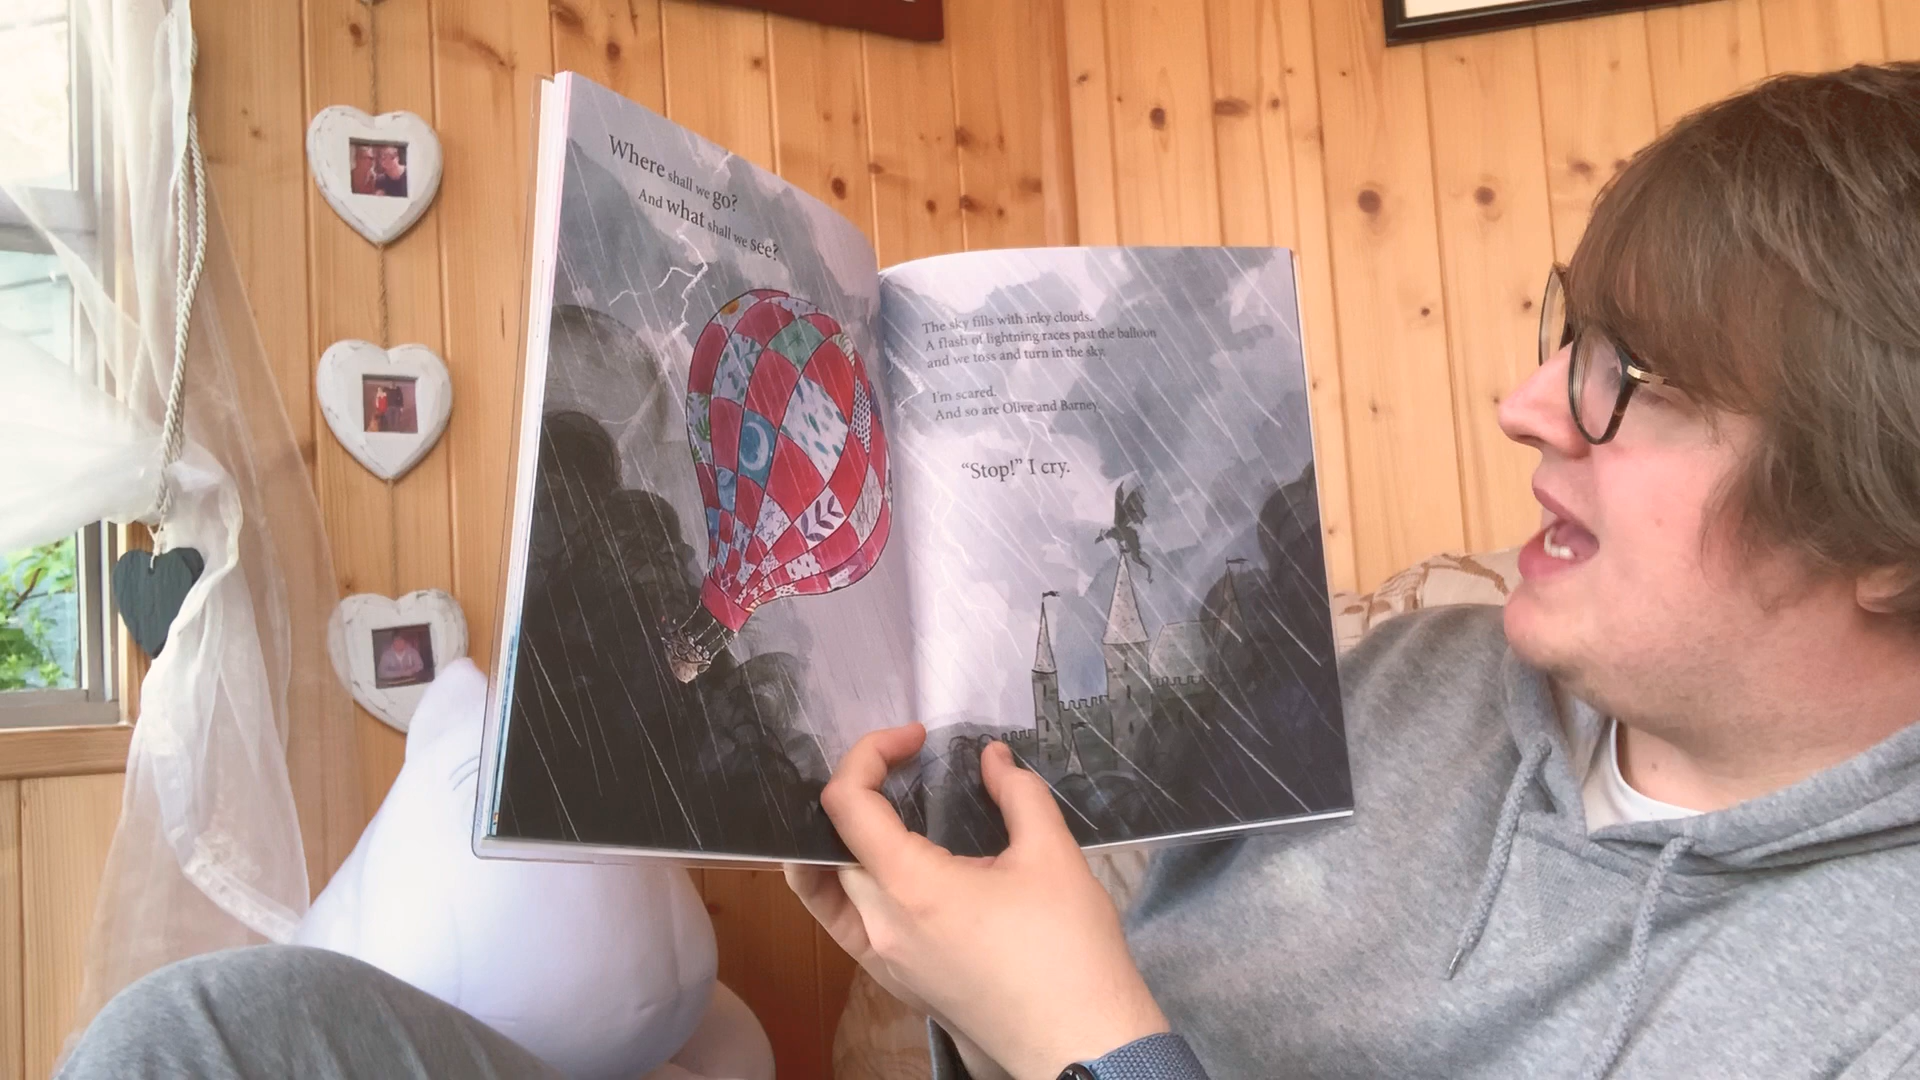 Where shall we go?
And what shall we see?
The sky fills with inky clouds.
A flash of lightning races past the balloon
and we toss and turn in the sky.
I'm scared.
And so are Olive and Barney.
“Stop!” I cry.